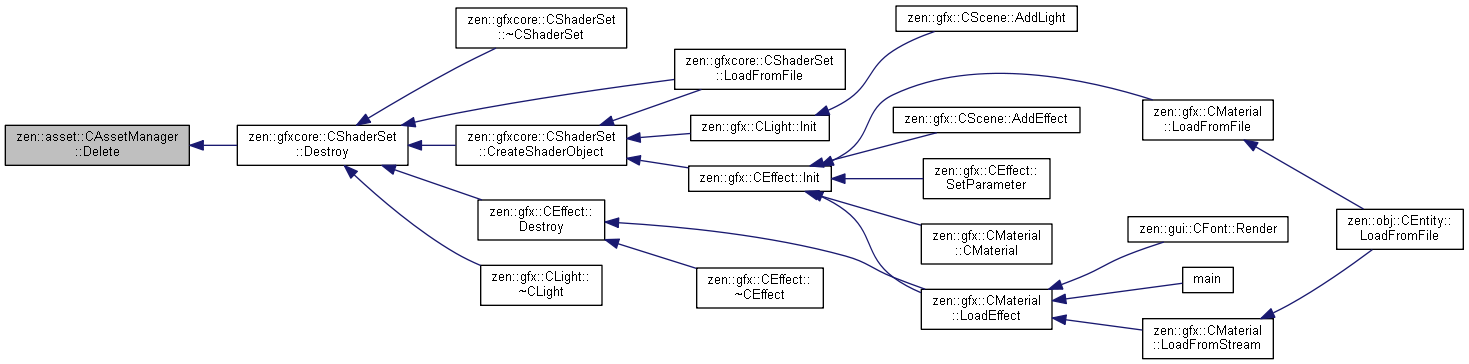 zen::asset::CAssetManager
::Delete
zen::gfxcore::CShaderSet
::Destroy
zen::gfxcore::CShaderSet
::~CShaderSet
zen::gfxcore::CShaderSet
::LoadFromFile
zen::gfxcore::CShaderSet
::CreateShaderObject
zen::gfx::CEffect::
Destroy
zen::gfx::CLight::
~CLight
zen::gfx::CLight::Init
zen::gfx::CEffect::Init
zen::gfx::CEffect::
~CEffect
zen::gfx::CScene::AddLight
zen::gfx::CScene::AddEffect
zen::gfx::CEffect::
SetParameter
zen::gfx::CMaterial
::CMaterial
zen::gfx::CMaterial
::LoadEffect
zen::gfx::CMaterial
::LoadFromFile
zen::gui::CFont::Render
main
zen::gfx::CMaterial
::LoadFromStream
zen::obj::CEntity::
LoadFromFile